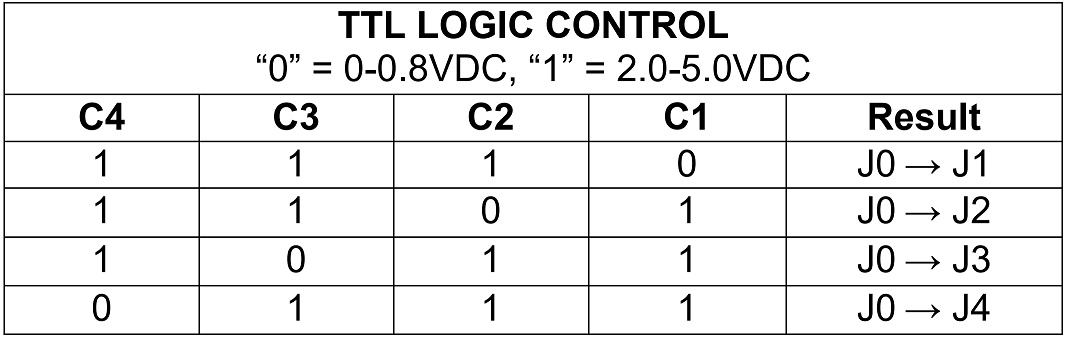 TTL LOGIC CONTROL
“0” = 0-0.8VDC, “1” = 2.0-5.0VDC
C4 C3 C2 C1 Result
1 1 1 0 J0 → J1
1 1 0 1 J0 → J2
1 0 1 1 J0 → J3
0 1 1 1 J0 → J4